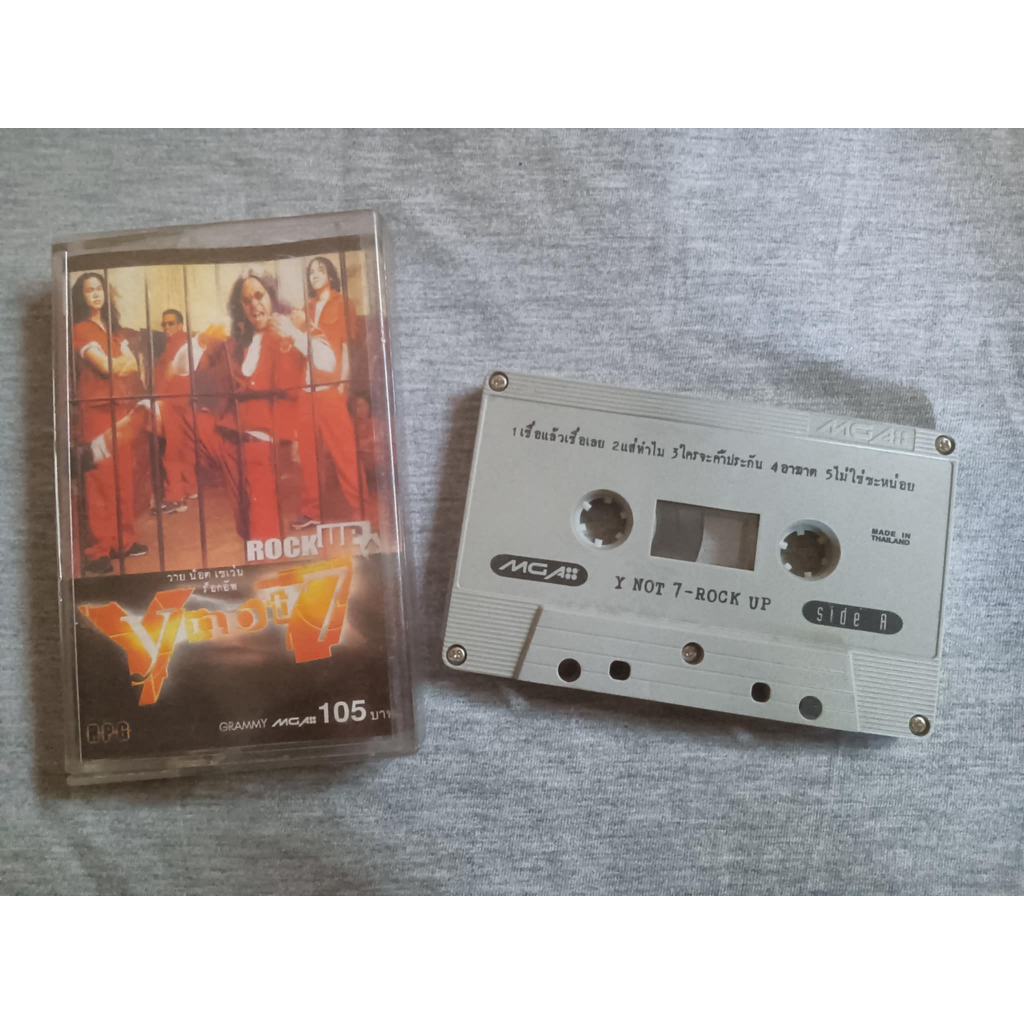 ROCK UP
วาย น็อต เซเว่น
ร็อกอัพ
Y not 7
RPG
GRAMMY MGA 105 บาท
MGA
1 เชื่อแล้วเชื่อเลย 2 แส่ทำไม 3 ใครจะค้ำประกัน 4 อาฆาต 5 ไม่ใช่ซะหน่อย
MADE IN
THAILAND
MGA
Y NOT 7-ROCK UP
side A